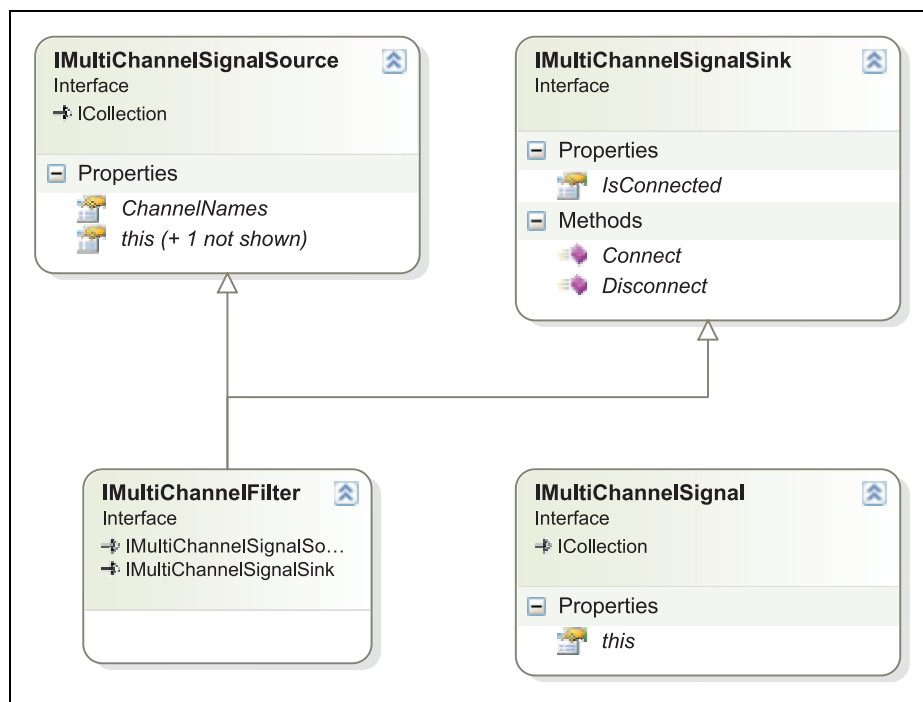 IMultiChannelSignalSource
Interface
ICollection
Properties
ChannelNames
this (+ 1 not shown)
IMultiChannelSignalSink
Interface
Properties
IsConnected
Methods
Connect
Disconnect
IMultiChannelFilter
Interface
IMultiChannelSignalSo...
IMultiChannelSignalSink
IMultiChannelSignal
Interface
ICollection
Properties
this